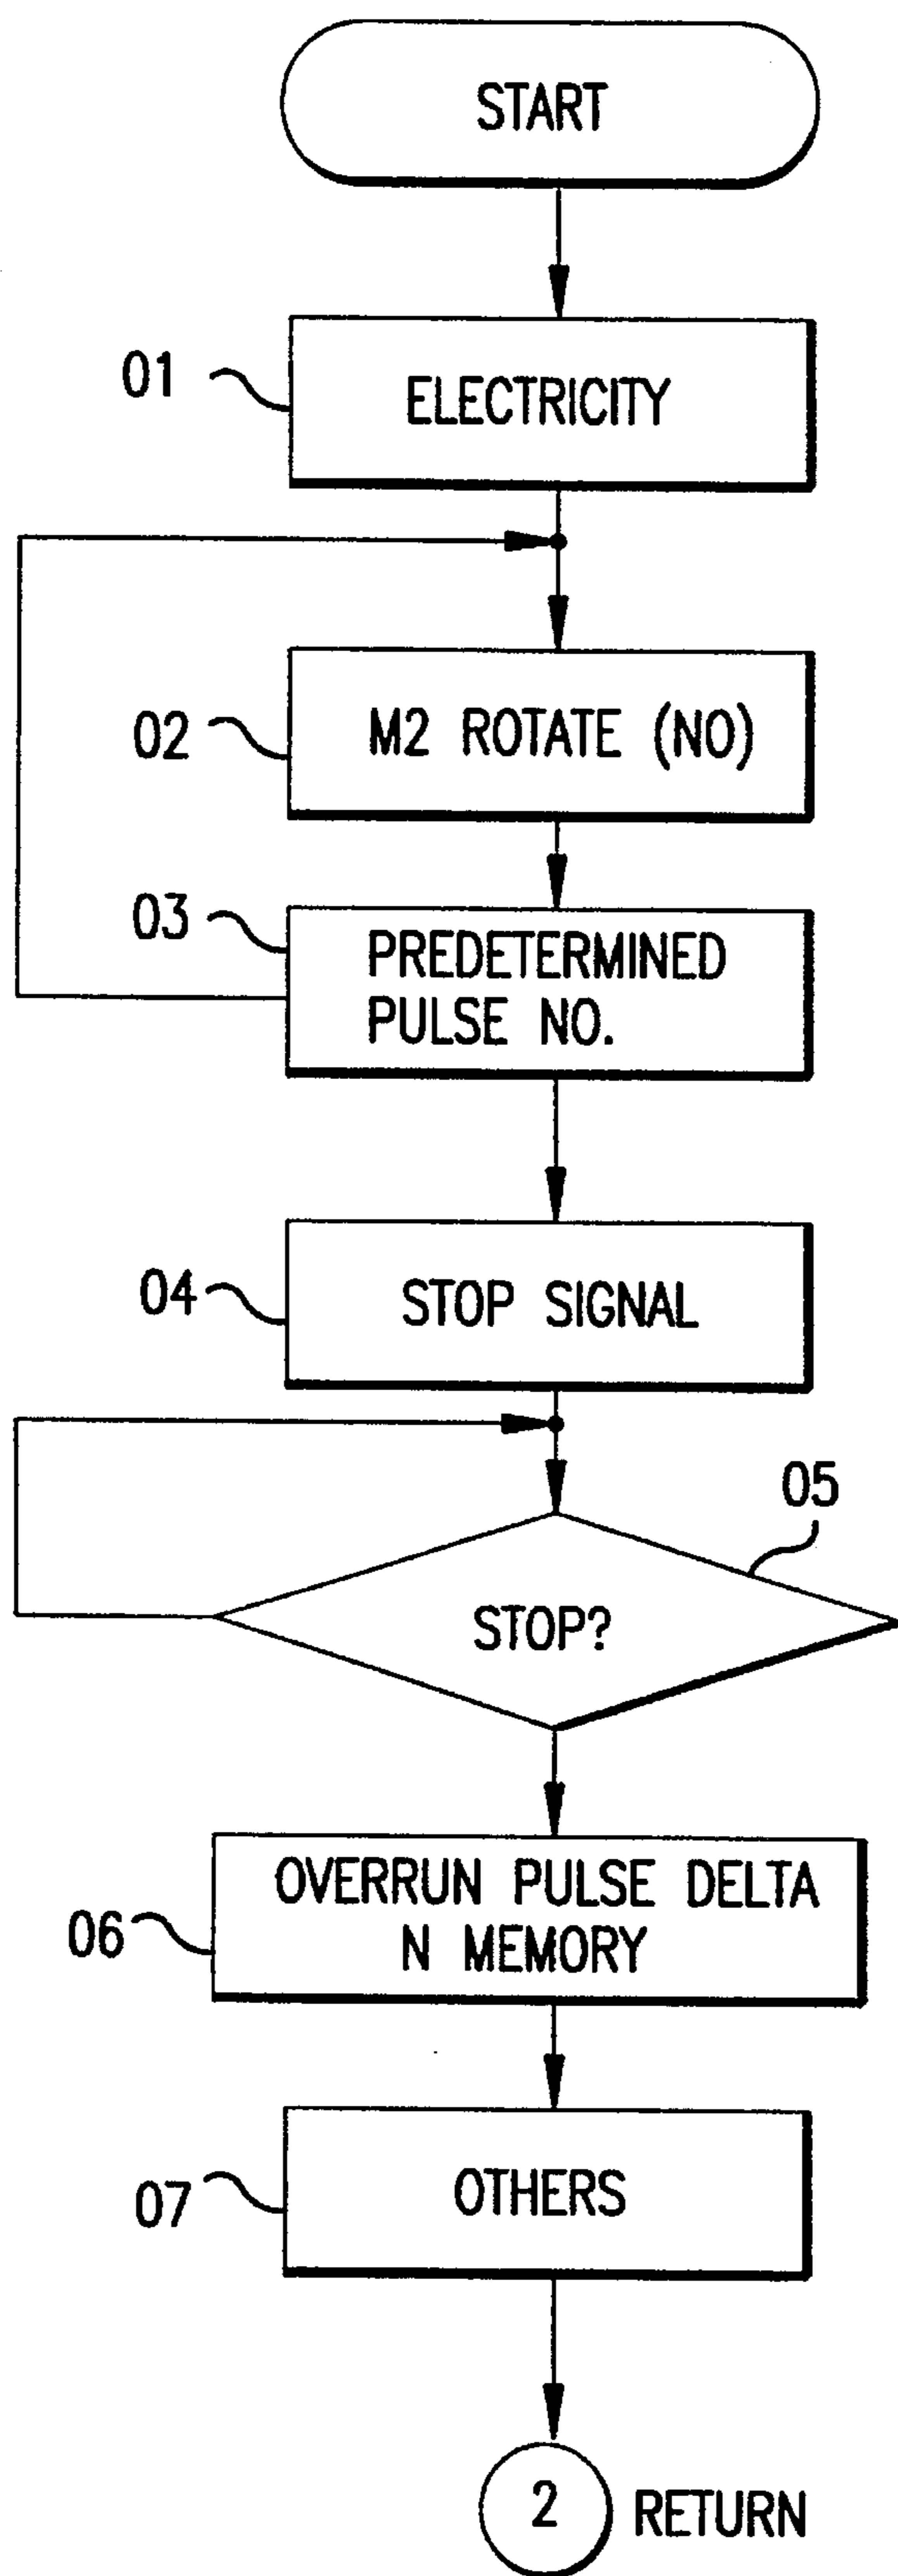 START
01
ELECTRICITY
02
M2 ROTATE (NO)
03
PREDETERMINED
PULSE NO.
04
STOP SIGNAL
05
STOP?
06
OVERRUN PULSE DELTA
N MEMORY
07
OTHERS
2
RETURN